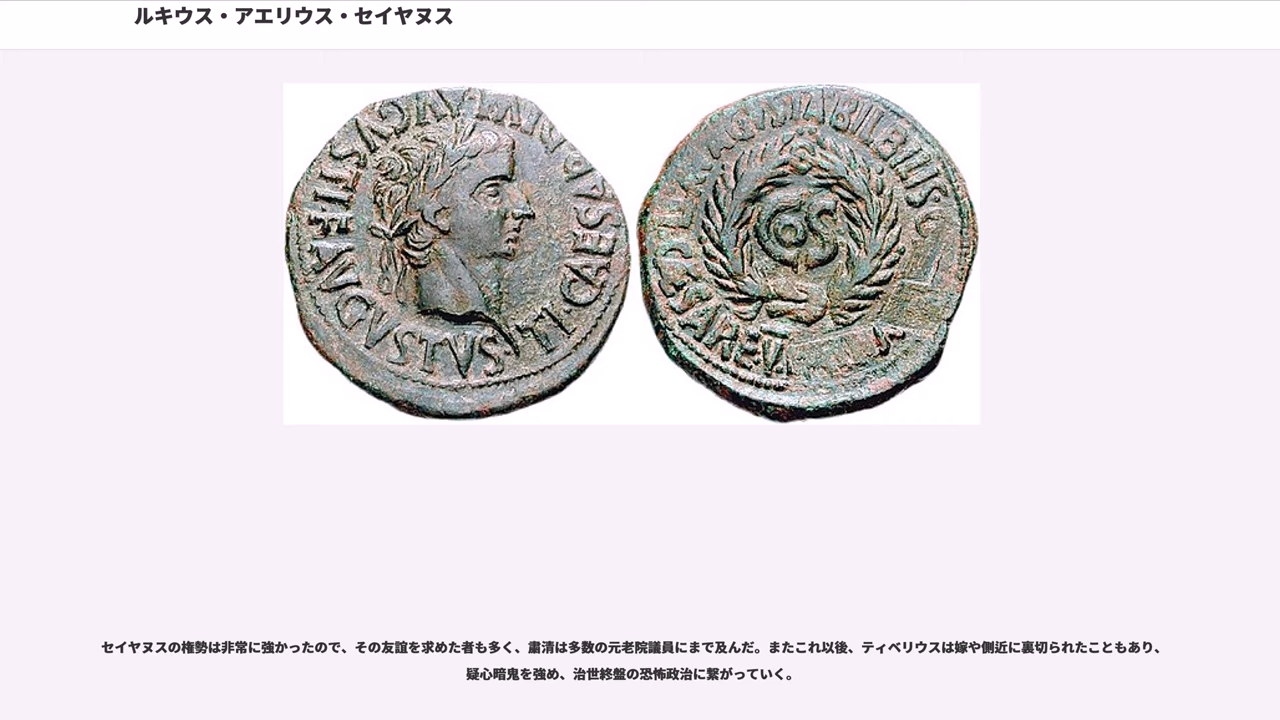 ルキウス・アエリウス・セイヤヌス
TI·CAESAR DIVI AVGVSTI F AVGVSTVS
BILBILIS
COS
セイヤヌスの権勢は非常に強かったので、その友誼を求めた者も多く、粛清は多数の元老院議員にまで及んだ。またこれ以後、ティベリウスは嫁や側近に裏切られたこともあり、
疑心暗鬼を強め、治世終盤の恐怖政治に繋がっていく。